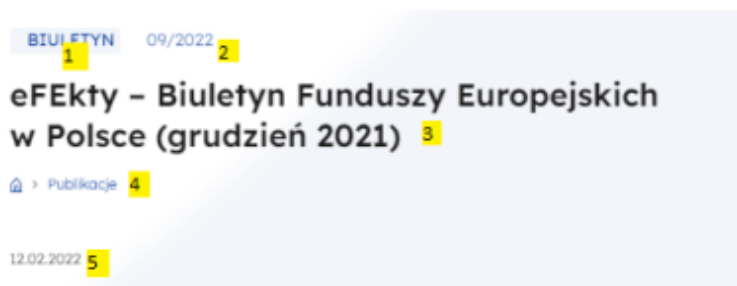 BIULETYN 09/2022 2
1
eFEkty – Biuletyn Funduszy Europejskich
w Polsce (grudzień 2021) 3
> Publikacje 4
12.02.2022 5